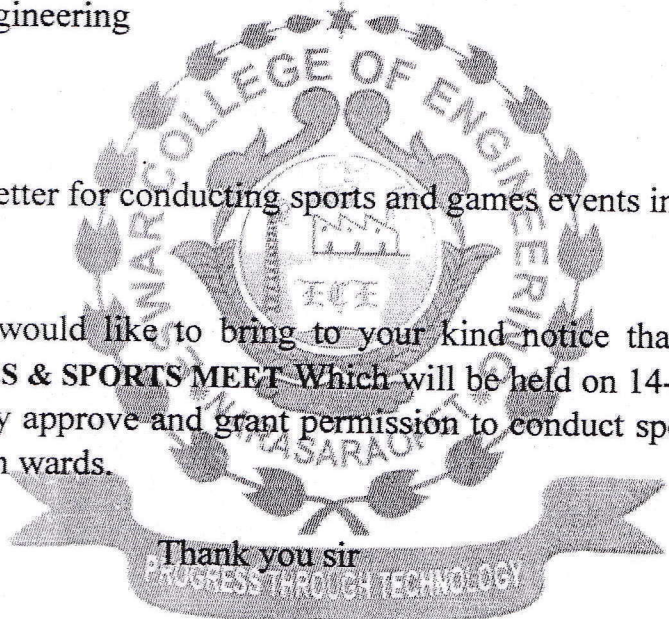 gineering
COLLEGE OF ENGINEERING
etter for conducting sports and games events in
ECE
would like to bring to your kind notice tha
S & SPORTS MEET Which will be held on 14-
y approve and grant permission to conduct sp
n wards.
NARASARAOPET
Thank you sir
PROGRESS THROUGH TECHNOLOGY